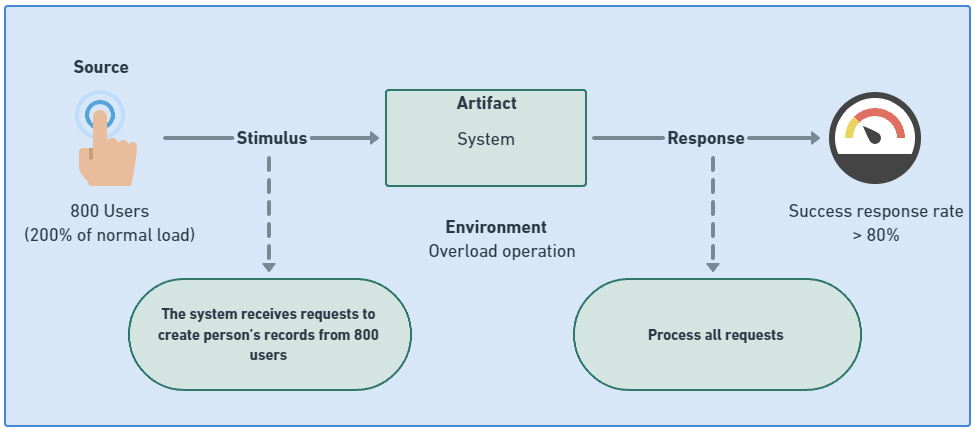 Source
800 Users
(200% of normal load)
Stimulus
The system receives requests to
create person's records from 800
users
Artifact
System
Environment
Overload operation
Response
Process all requests
Success response rate
> 80%